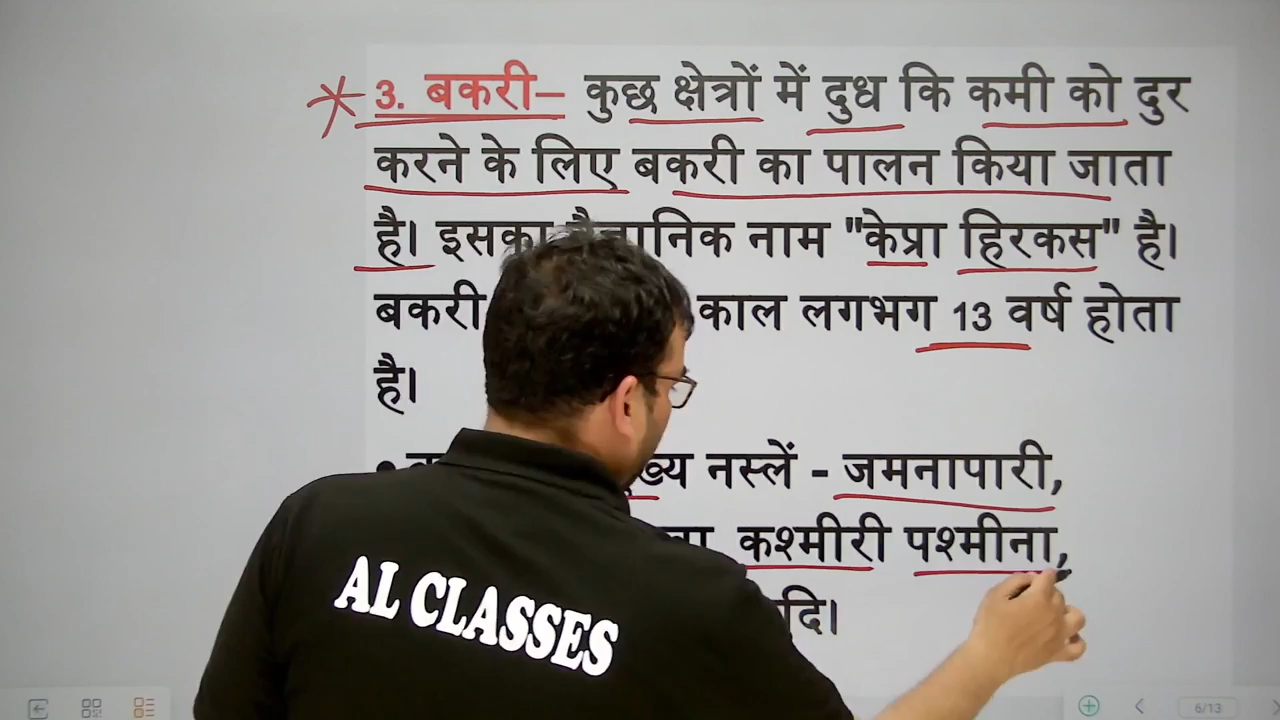 3. बकरी– कुछ क्षेत्रों में दुध कि कमी को दुर
करने के लिए बकरी का पालन किया जाता
है। इसका नाम "केप्रा हिरकस" है।
बकरी काल लगभग 13 वर्ष होता
है।
नस्लें - जमनापारी,
कश्मीरी पश्मीना,
AL CLASSES
6/13